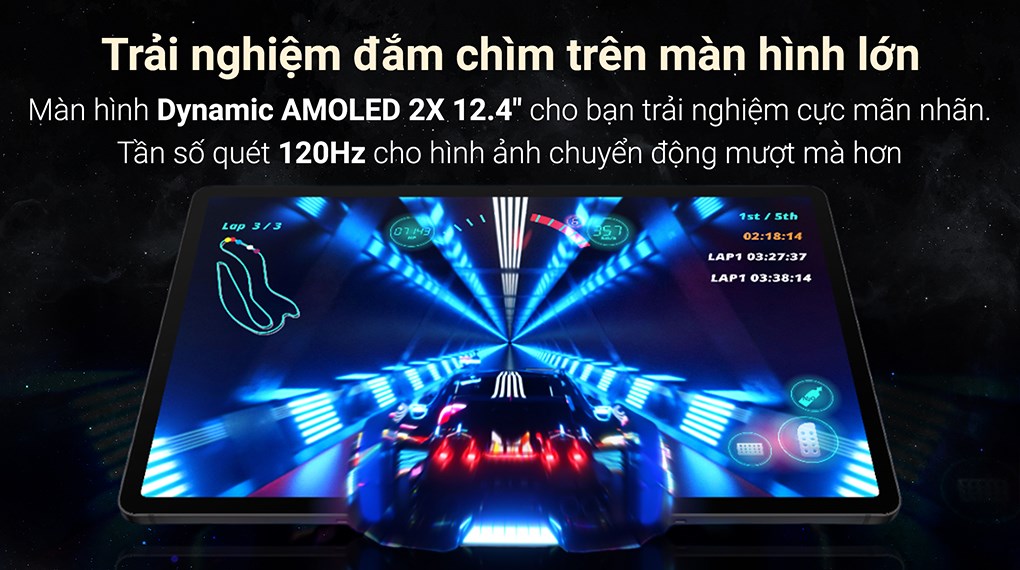 Trải nghiệm đắm chìm trên màn hình lớn
Màn hình Dynamic AMOLED 2X 12.4" cho bạn trải nghiệm cực mãn nhãn.
Tần số quét 120Hz cho hình ảnh chuyển động mượt mà hơn
Lap 3/3
07149
357
1st / 5th
02:18:14
LAP1 03:27:37
LAP1 03:38:14